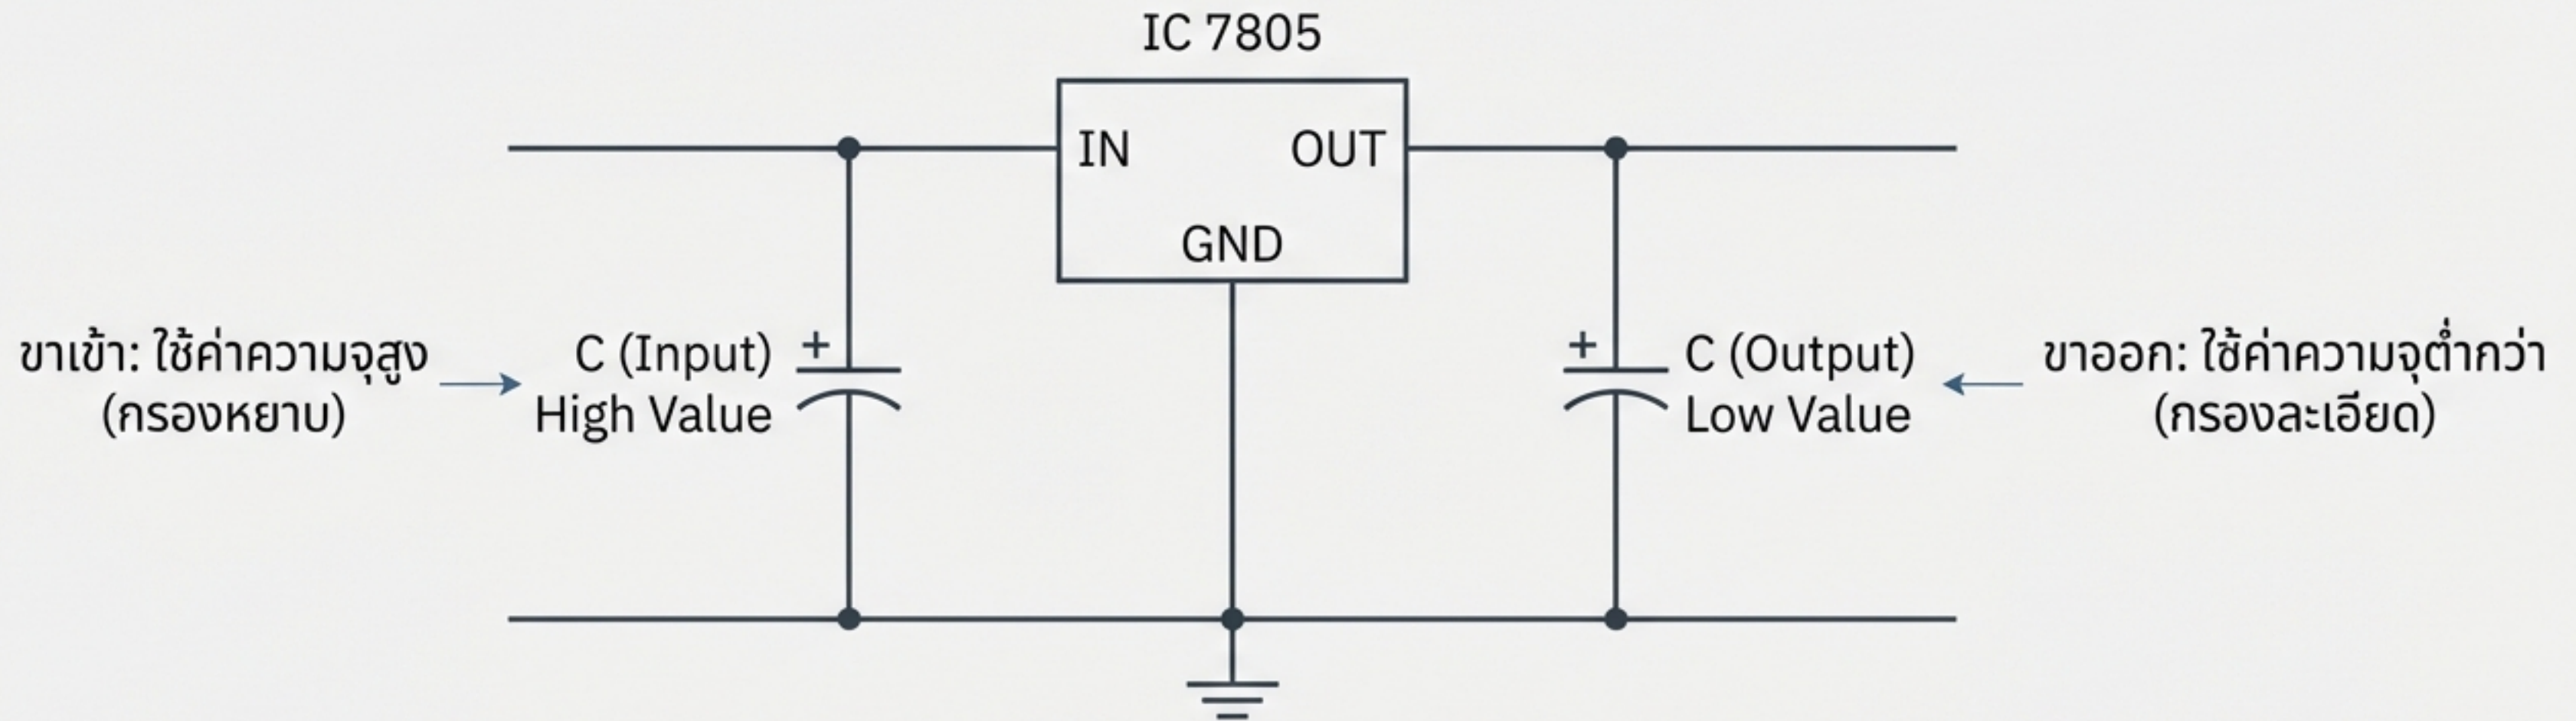 IC 7805
IN
OUT
GND
ขาเข้า: ใช้ค่าความจุสูง
(กรองหยาบ)
C (Input)
High Value
+
+
C (Output)
Low Value
ขาออก: ใช้ค่าความจุต่ำกว่า
(กรองละเอียด)